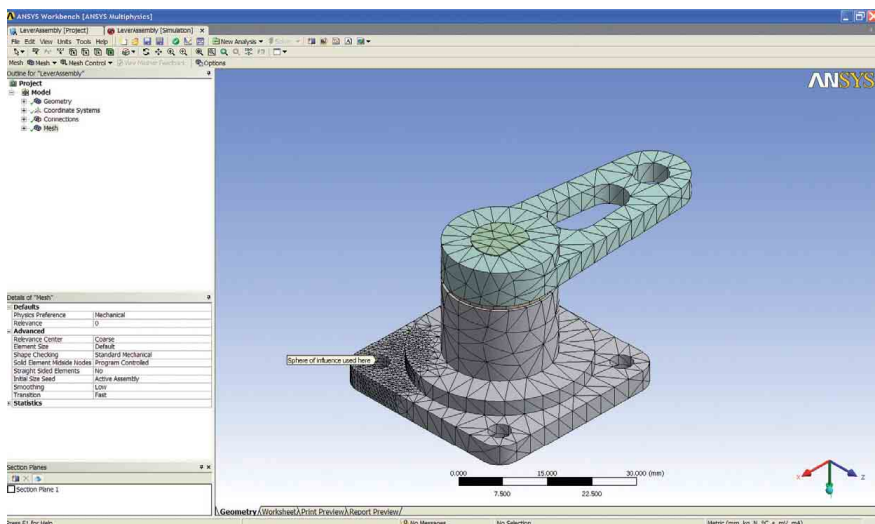 ANSYS Workbench [ANSYS Multiphysics]
LeverAssembly [Project] LeverAssembly [Simulation] ×
File Edit View Units Tools Help New Analysis
Mesh Mesh Mesh Control Options
Outline for "LeverAssembly"
Project
Model
Geometry
Coordinate Systems
Connections
Mesh
ANSYS
Details of "Mesh"
Defaults
Physics Preference Mechanical
Relevance 0
Advanced
Relevance Center Coarse
Element Size Default
Shape Checking Standard Mechanical
Solid Element Midside Nodes Program Controlled
Straight Sided Elements No
Initial Size Seed Active Assembly
Smoothing Low
Transition Fast
Statistics
Sphere of influence used here
Section Planes
Section Plane 1
0.000 15.000 30.000 (mm)
7.500 22.500
X Z
Geometry Worksheet Print Preview Report Preview
Press F1 for Help No Messages No Selection